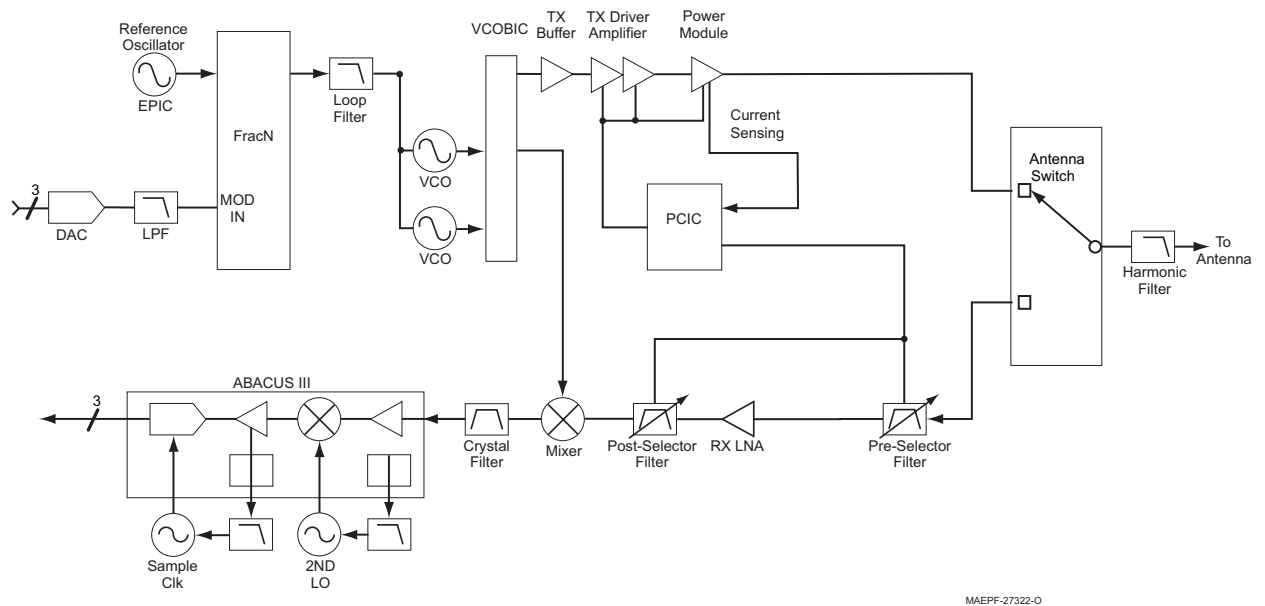 Reference
Oscillator
EPIC
FracN
MOD
IN
3
DAC
LPF
Loop
Filter
VCO
VCO
VCOBIC
TX
Buffer
TX Driver
Amplifier
Power
Module
Current
Sensing
PCIC
Antenna
Switch
Harmonic
Filter
To
Antenna
ABACUS III
3
Crystal
Filter
Mixer
Post-Selector
Filter
RX LNA
Pre-Selector
Filter
Sample
Clk
2ND
LO
MAEPF-27322-O